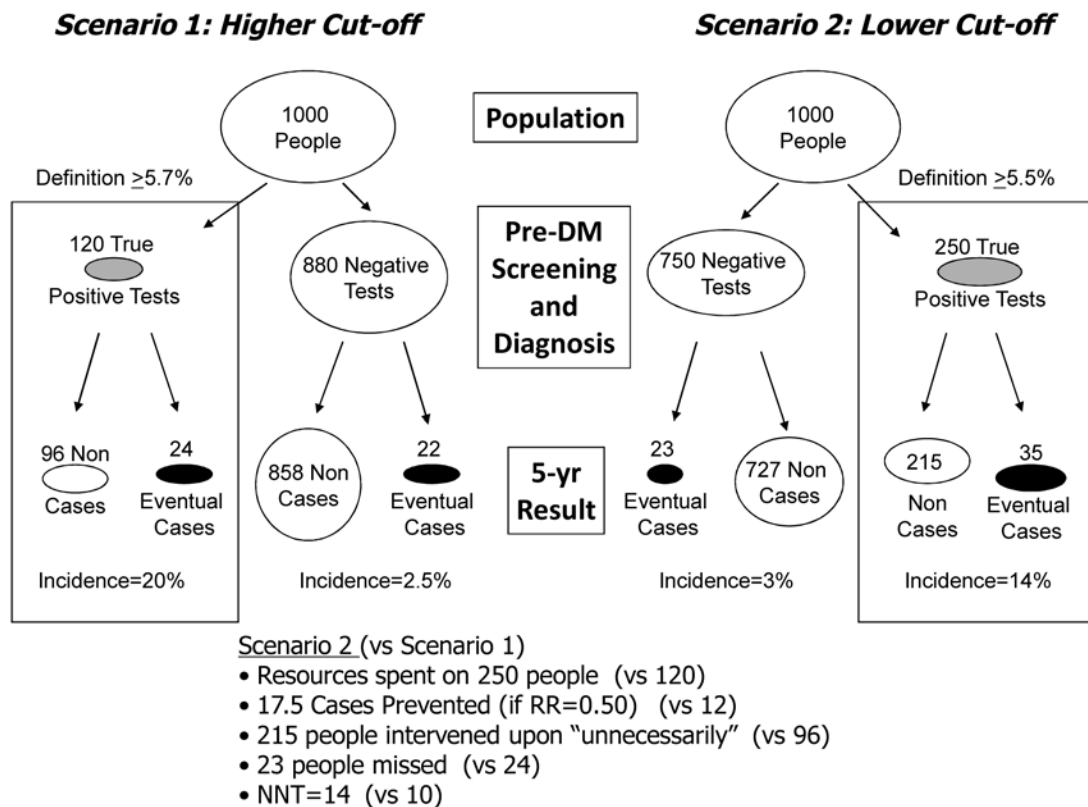 Scenario 1: Higher Cut-off
Scenario 2: Lower Cut-off
1000
People
Population
1000
People
Definition ≥5.7%
Definition ≥5.5%
120 True
Positive Tests
880 Negative
Tests
Pre-DM
Screening
and
Diagnosis
750 Negative
Tests
250 True
Positive Tests
96 Non
Cases
24
Eventual
Cases
858 Non
Cases
22
Eventual
Cases
5-yr
Result
23
Eventual
Cases
727 Non
Cases
215
Non
Cases
35
Eventual
Cases
Incidence=20%
Incidence=2.5%
Incidence=3%
Incidence=14%
Scenario 2 (vs Scenario 1)
• Resources spent on 250 people (vs 120)
• 17.5 Cases Prevented (if RR=0.50) (vs 12)
• 215 people intervened upon “unnecessarily” (vs 96)
• 23 people missed (vs 24)
• NNT=14 (vs 10)